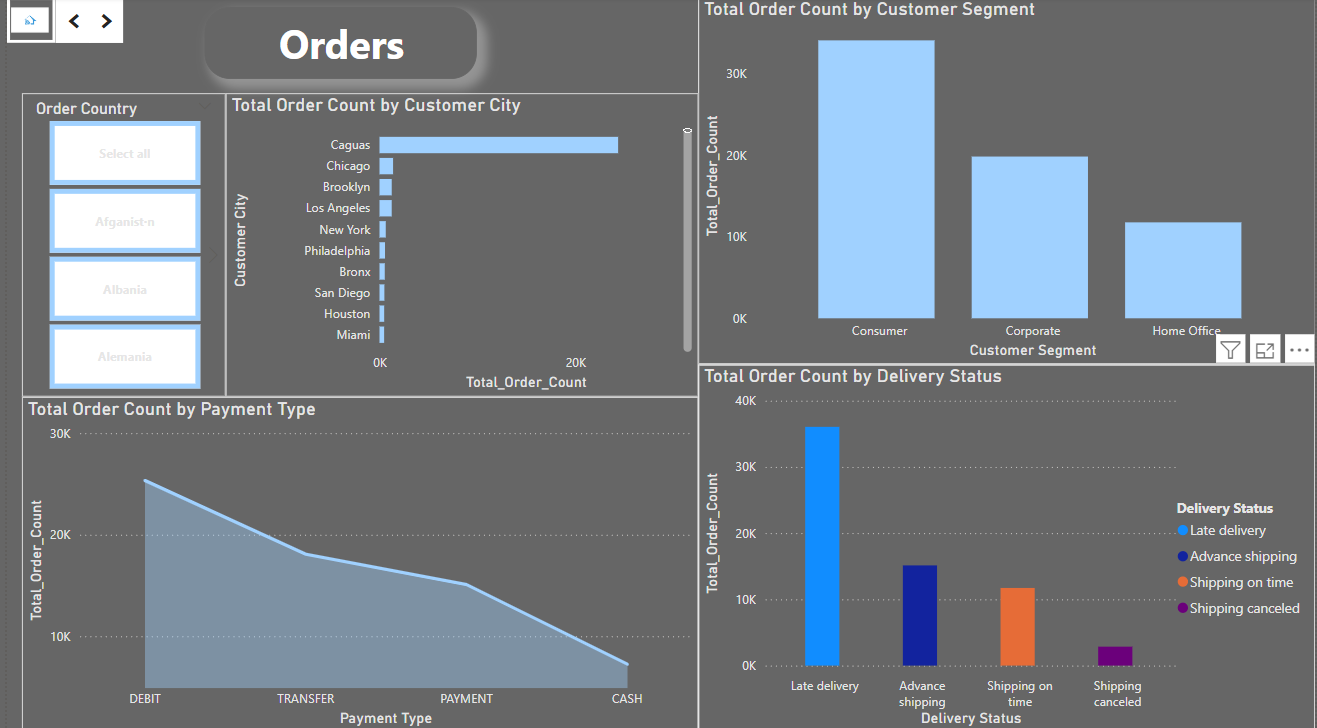 Orders
Order Country
Select all
Afganist·n
Albania
Alemania
Total Order Count by Customer City
Customer City
Caguas
Chicago
Brooklyn
Los Angeles
New York
Philadelphia
Bronx
San Diego
Houston
Miami
0K
20K
Total_Order_Count
Total Order Count by Customer Segment
Total_Order_Count
30K
20K
10K
0K
Consumer
Corporate
Home Office
Customer Segment
Total Order Count by Payment Type
Total_Order_Count
30K
20K
10K
DEBIT
TRANSFER
PAYMENT
CASH
Payment Type
Total Order Count by Delivery Status
Total_Order_Count
40K
30K
20K
10K
0K
Late delivery
Advance
shipping
Shipping on
time
Shipping
canceled
Delivery Status
Delivery Status
Late delivery
Advance shipping
Shipping on time
Shipping canceled